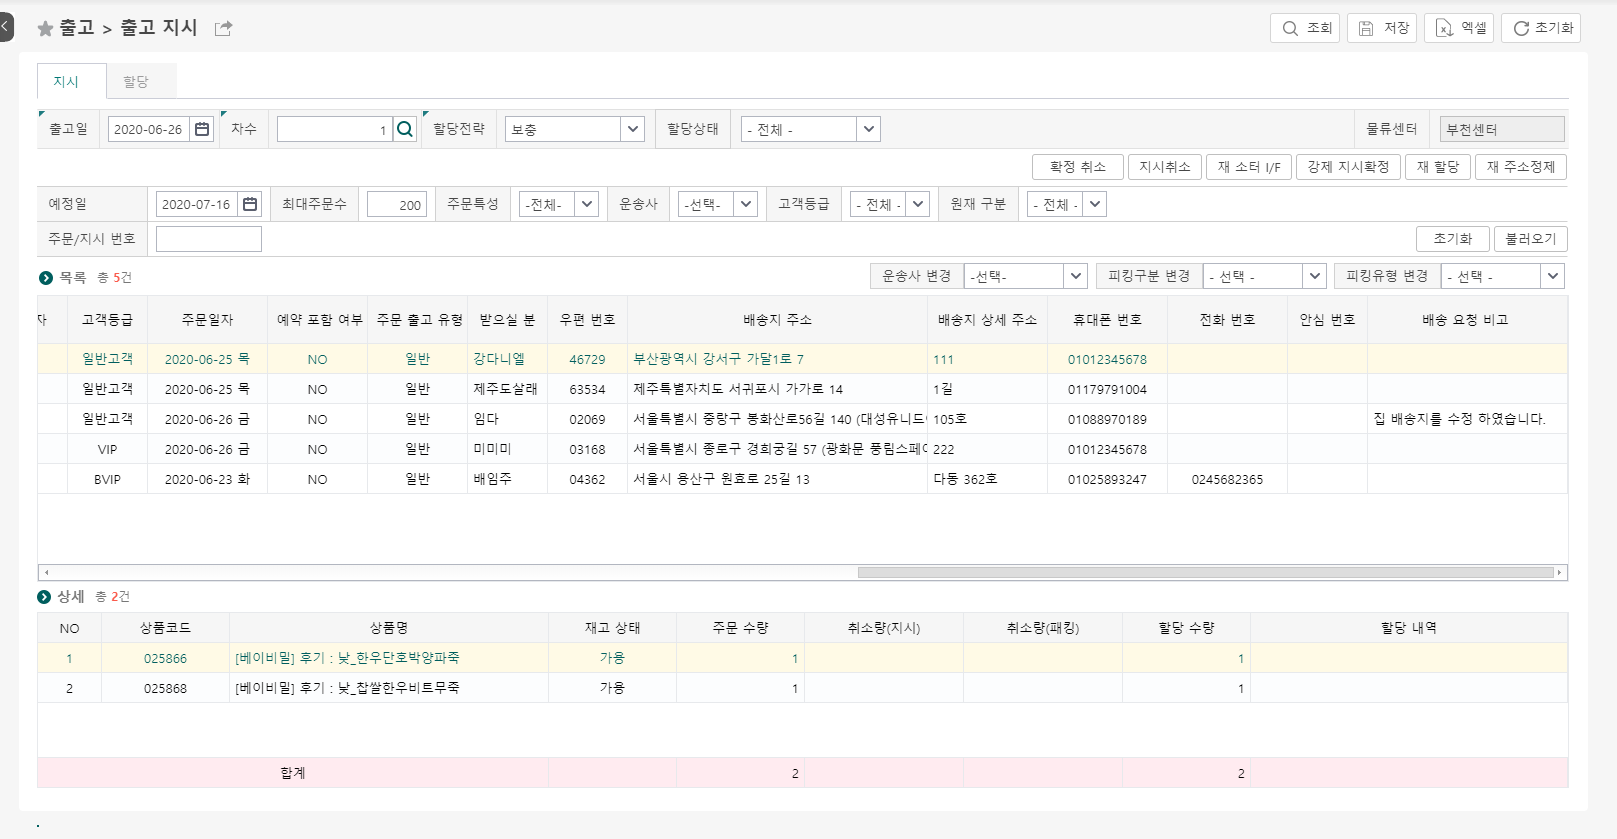 출고 > 출고 지시
조회 저장 엑셀 초기화
지시 할당
출고일 2020-06-26 차수 1 할당전략 보충 할당상태 - 전체 - 물류센터 부천센터
확정 취소 지시취소 재 소터 I/F 강제 지시확정 재 할당 재 주소정제
예정일 2020-07-16 최대주문수 200 주문특성 -전체- 운송사 -선택- 고객등급 - 전체 - 원재 구분 - 전체 -
주문/지시 번호 초기화 불러오기
목록 총 5건 운송사 변경 -선택- 피킹구분 변경 - 선택 - 피킹유형 변경 - 선택 -
자 고객등급 주문일자 예약 포함 여부 주문 출고 유형 받으실 분 우편 번호 배송지 주소 배송지 상세 주소 휴대폰 번호 전화 번호 안심 번호 배송 요청 비고
일반고객 2020-06-25 목 NO 일반 강다니엘 46729 부산광역시 강서구 가달1로 7 111 01012345678
일반고객 2020-06-25 목 NO 일반 제주도살래 63534 제주특별자치도 서귀포시 가가로 14 1길 01179791004
일반고객 2020-06-26 금 NO 일반 임다 02069 서울특별시 중랑구 봉화산로56길 140 (대성유니드 105호 01088970189 집 배송지를 수정 하였습니다.
VIP 2020-06-26 금 NO 일반 미미미 03168 서울특별시 종로구 경희궁길 57 (광화문 풍림스페이 222 01012345678
BVIP 2020-06-23 화 NO 일반 배임주 04362 서울시 용산구 원효로 25길 13 다동 362호 01025893247 0245682365
상세 총 2건
NO 상품코드 상품명 재고 상태 주문 수량 취소량(지시) 취소량(패킹) 할당 수량 할당 내역
1 025866 [베이비밀] 후기 : 낮_한우단호박양파죽 가용 1 1
2 025868 [베이비밀] 후기 : 낮_찹쌀한우비트무죽 가용 1 1
합계 2 2